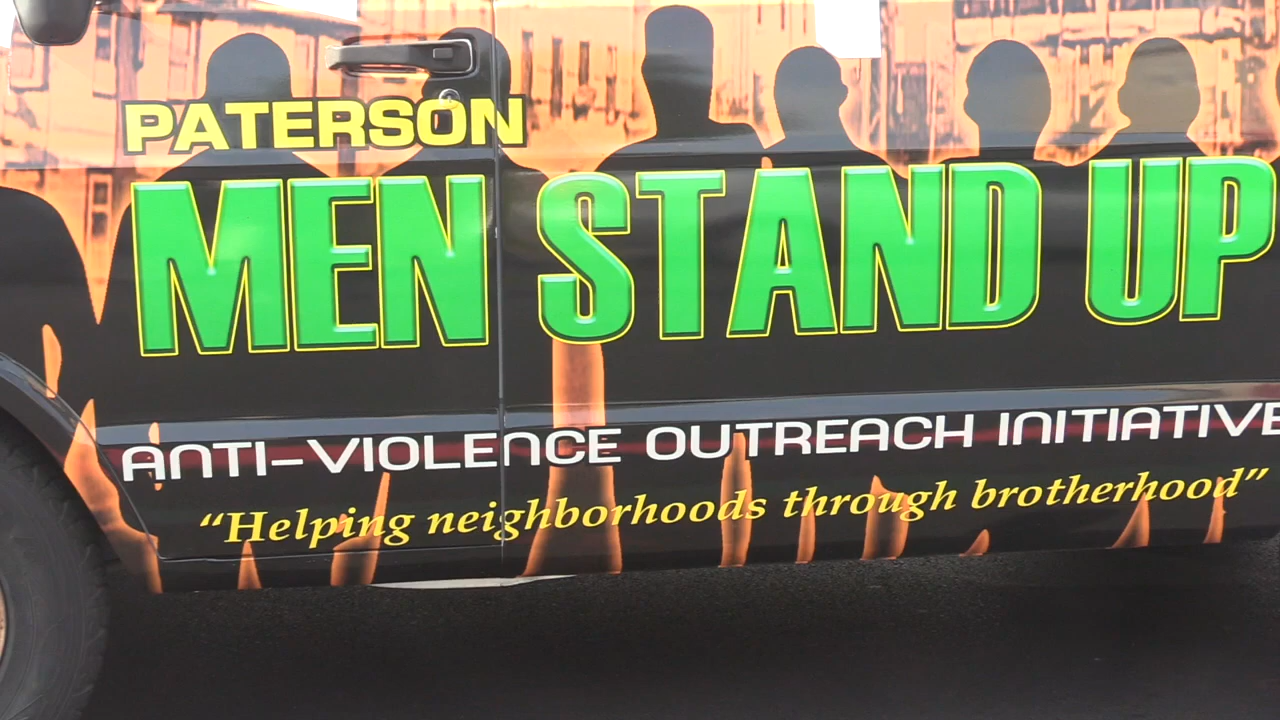 PATERSON
MEN STAND UP
ANTI-VIOLENCE OUTREACH INITIATIVE
“Helping neighborhoods through brotherhood”